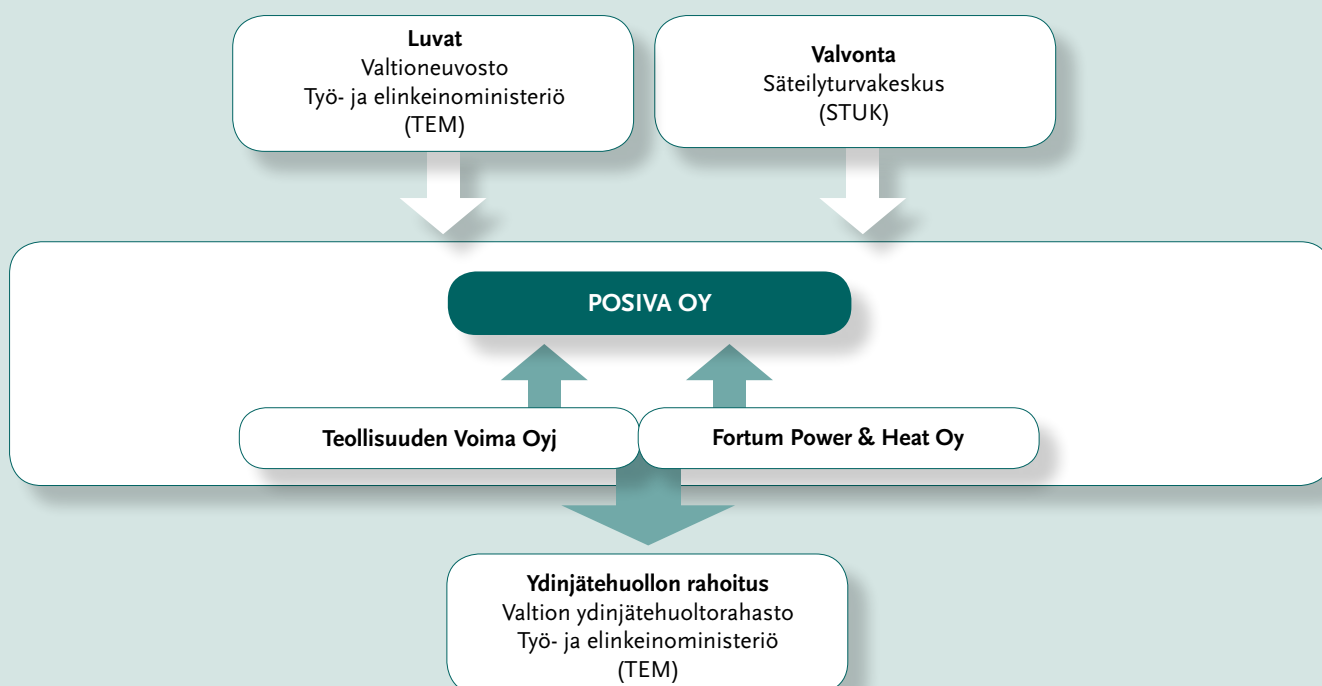 Luvat
Valtioneuvosto
Työ- ja elinkeinoministeriö
(TEM)
Valvonta
Säteilyturvakeskus
(STUK)
POSIVA OY
Teollisuuden Voima Oyj
Fortum Power & Heat Oy
Ydinjätehuollon rahoitus
Valtion ydinjätehuoltorahasto
Työ- ja elinkeinoministeriö
(TEM)